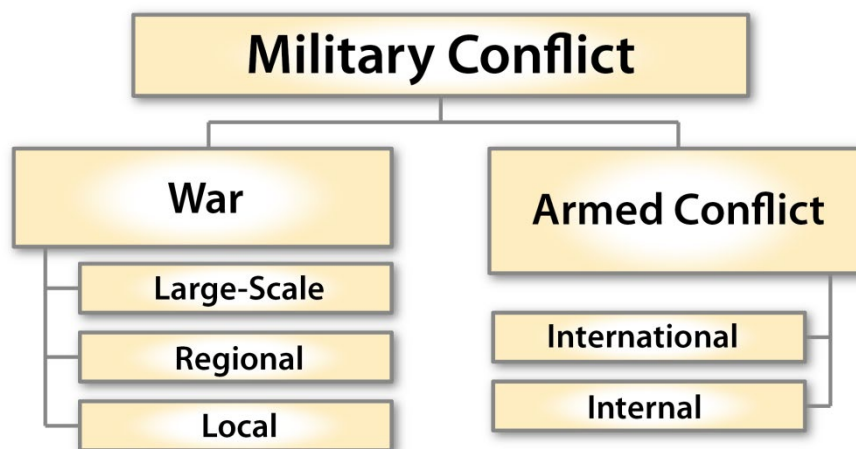 Military Conflict
War
Large-Scale
Regional
Local
Armed Conflict
International
Internal